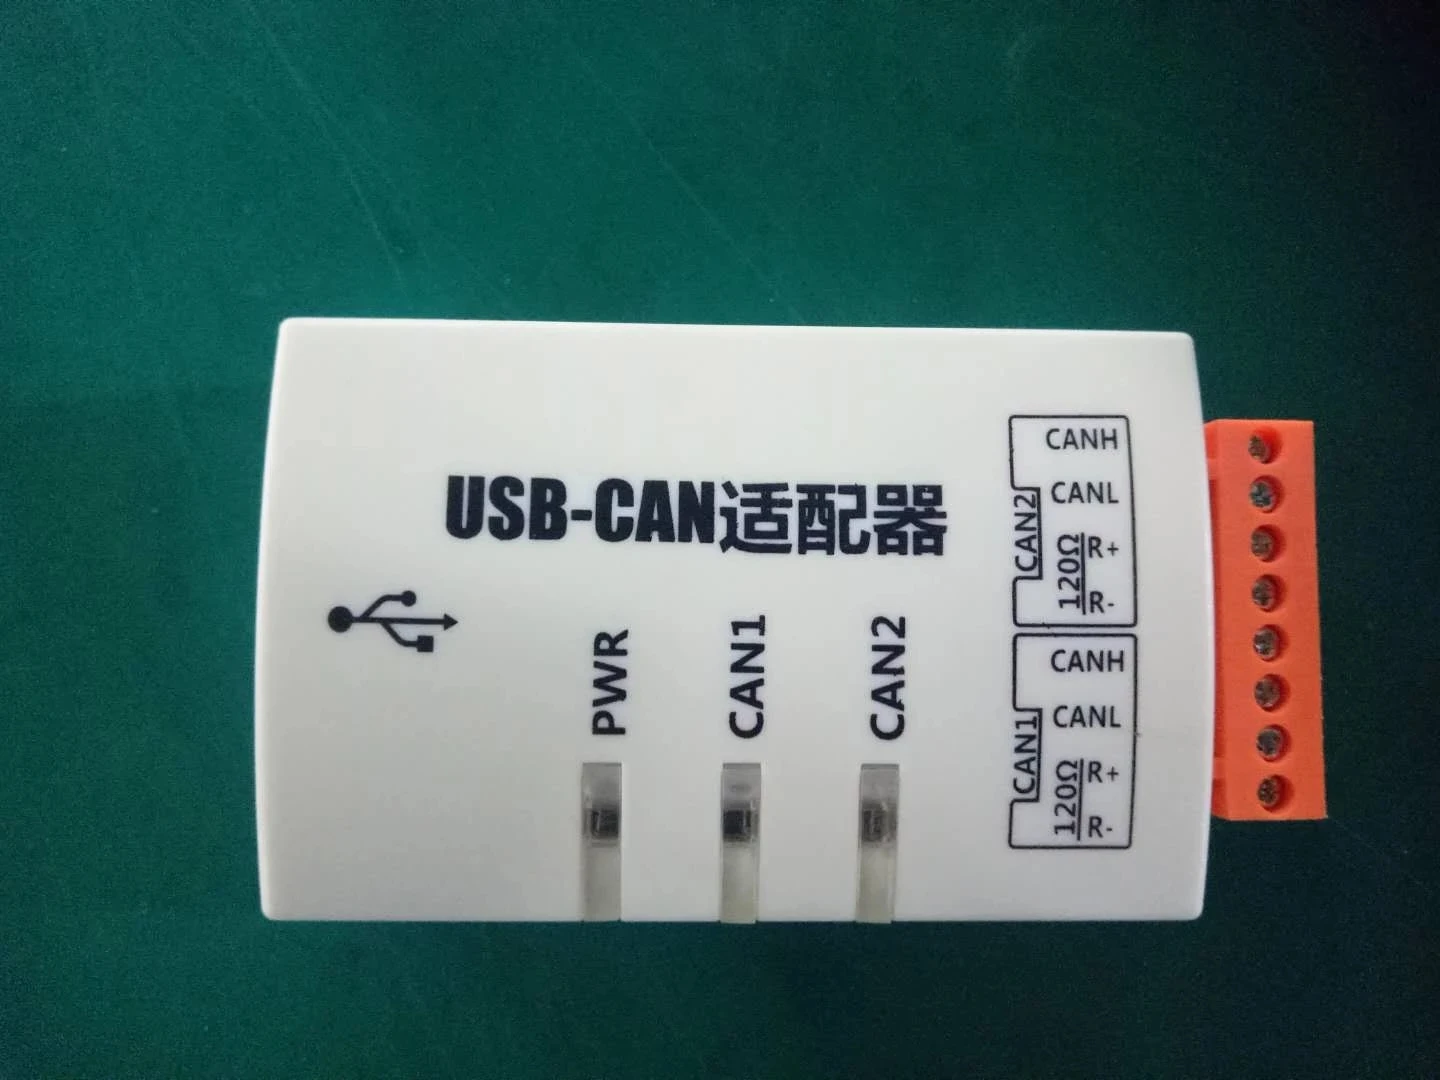 USB-CAN适配器
PWR
CAN1
CAN2
CAN2
CANH
CANL
120Ω
R+
R-
CAN1
CANH
CANL
120Ω
R+
R-